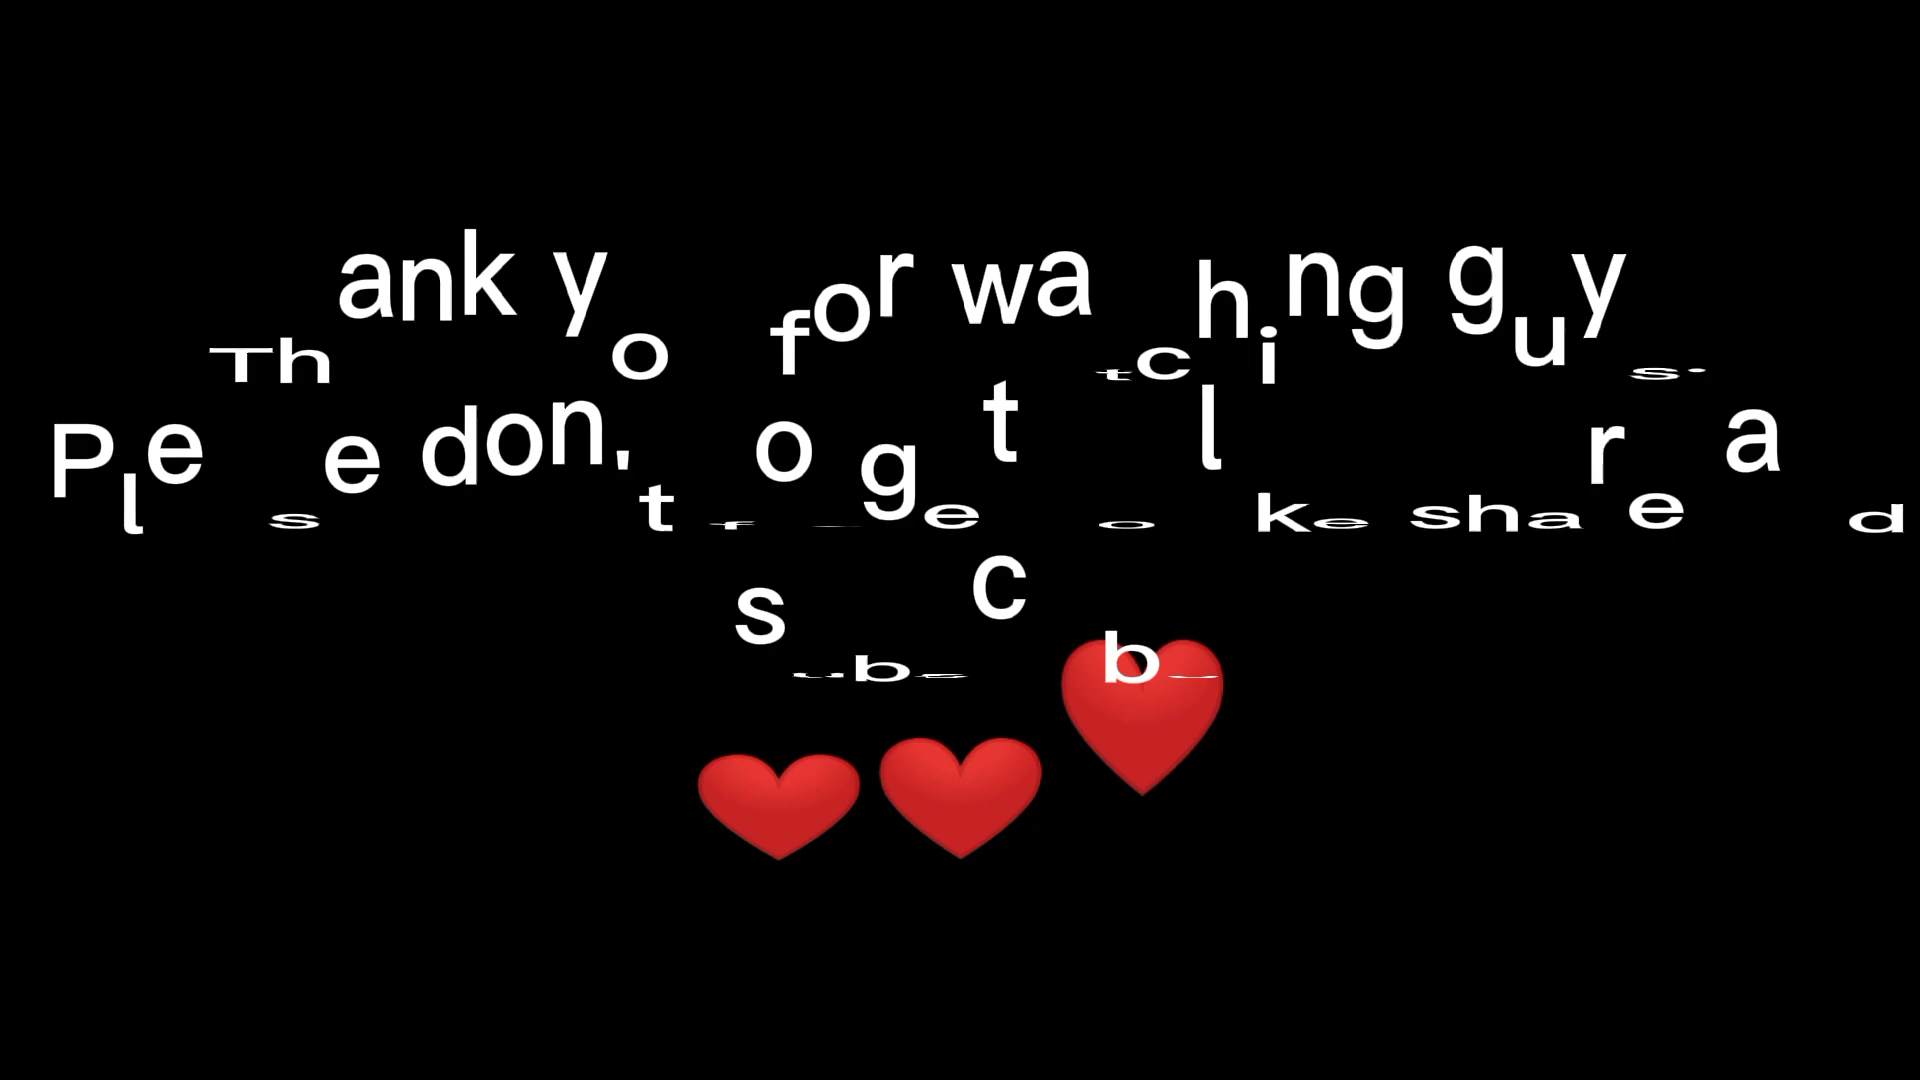 Thank you for watching guys.
Please don't forget to like share and
subscribe
❤️❤️❤️